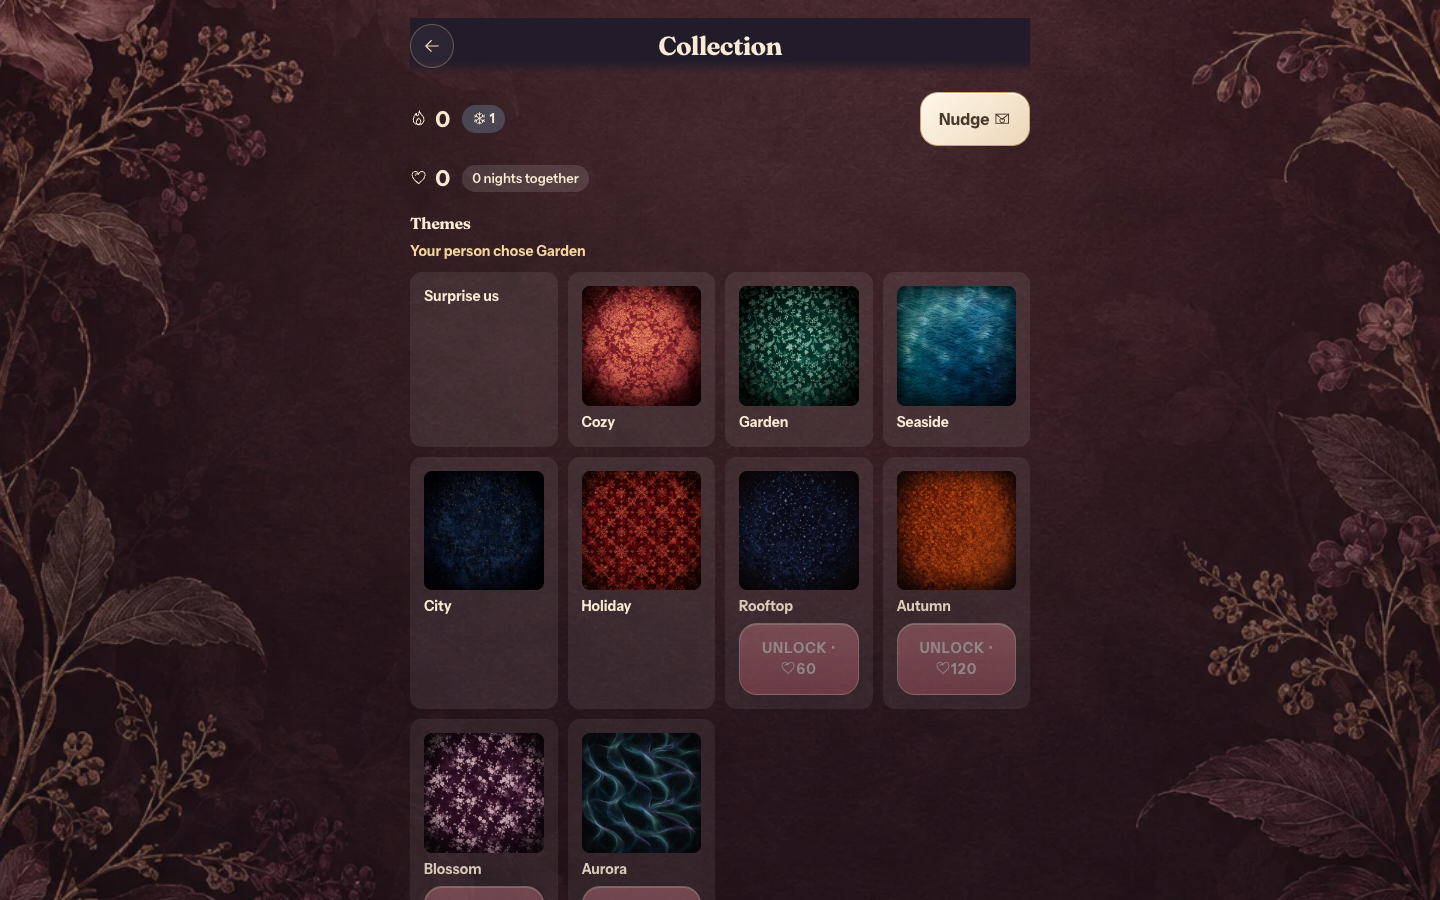 Collection
0 1
Nudge
0 0 nights together
Themes
Your person chose Garden
Surprise us
Cozy
Garden
Seaside
City
Holiday
Rooftop
UNLOCK ·
♡60
Autumn
UNLOCK ·
♡120
Blossom
Aurora